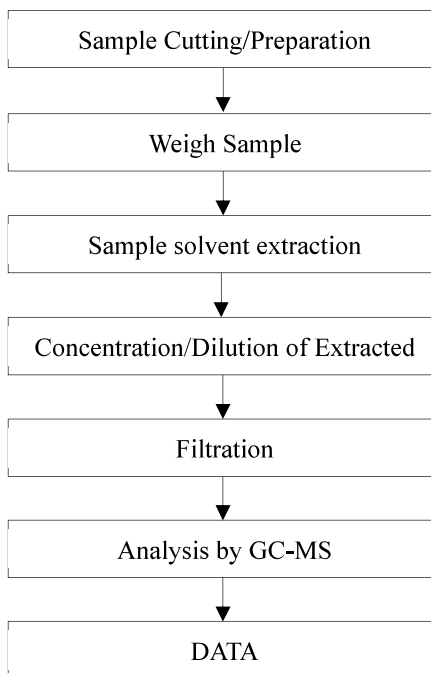 Sample Cutting/Preparation
Weigh Sample
Sample solvent extraction
Concentration/Dilution of Extracted
Filtration
Analysis by GC-MS
DATA